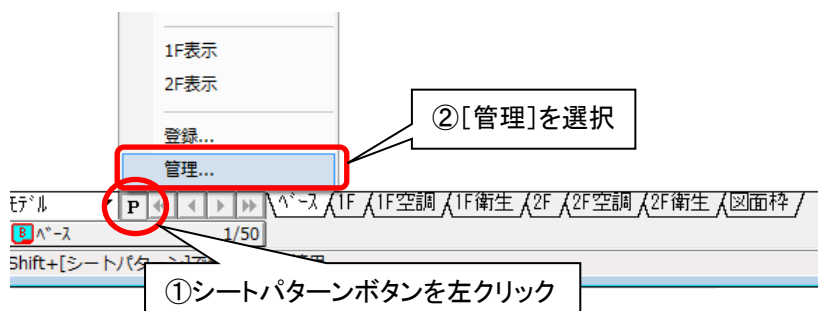 1F表示
2F表示
②[管理]を選択
登録...
管理...
ﾓﾃﾞﾙ P ﾍﾞｰｽ 1F 1F空調 1F衛生 2F 2F空調 2F衛生 図面枠
B ﾍﾞｰｽ 1/50
Shift+[シートパ
①シートパターンボタンを左クリック